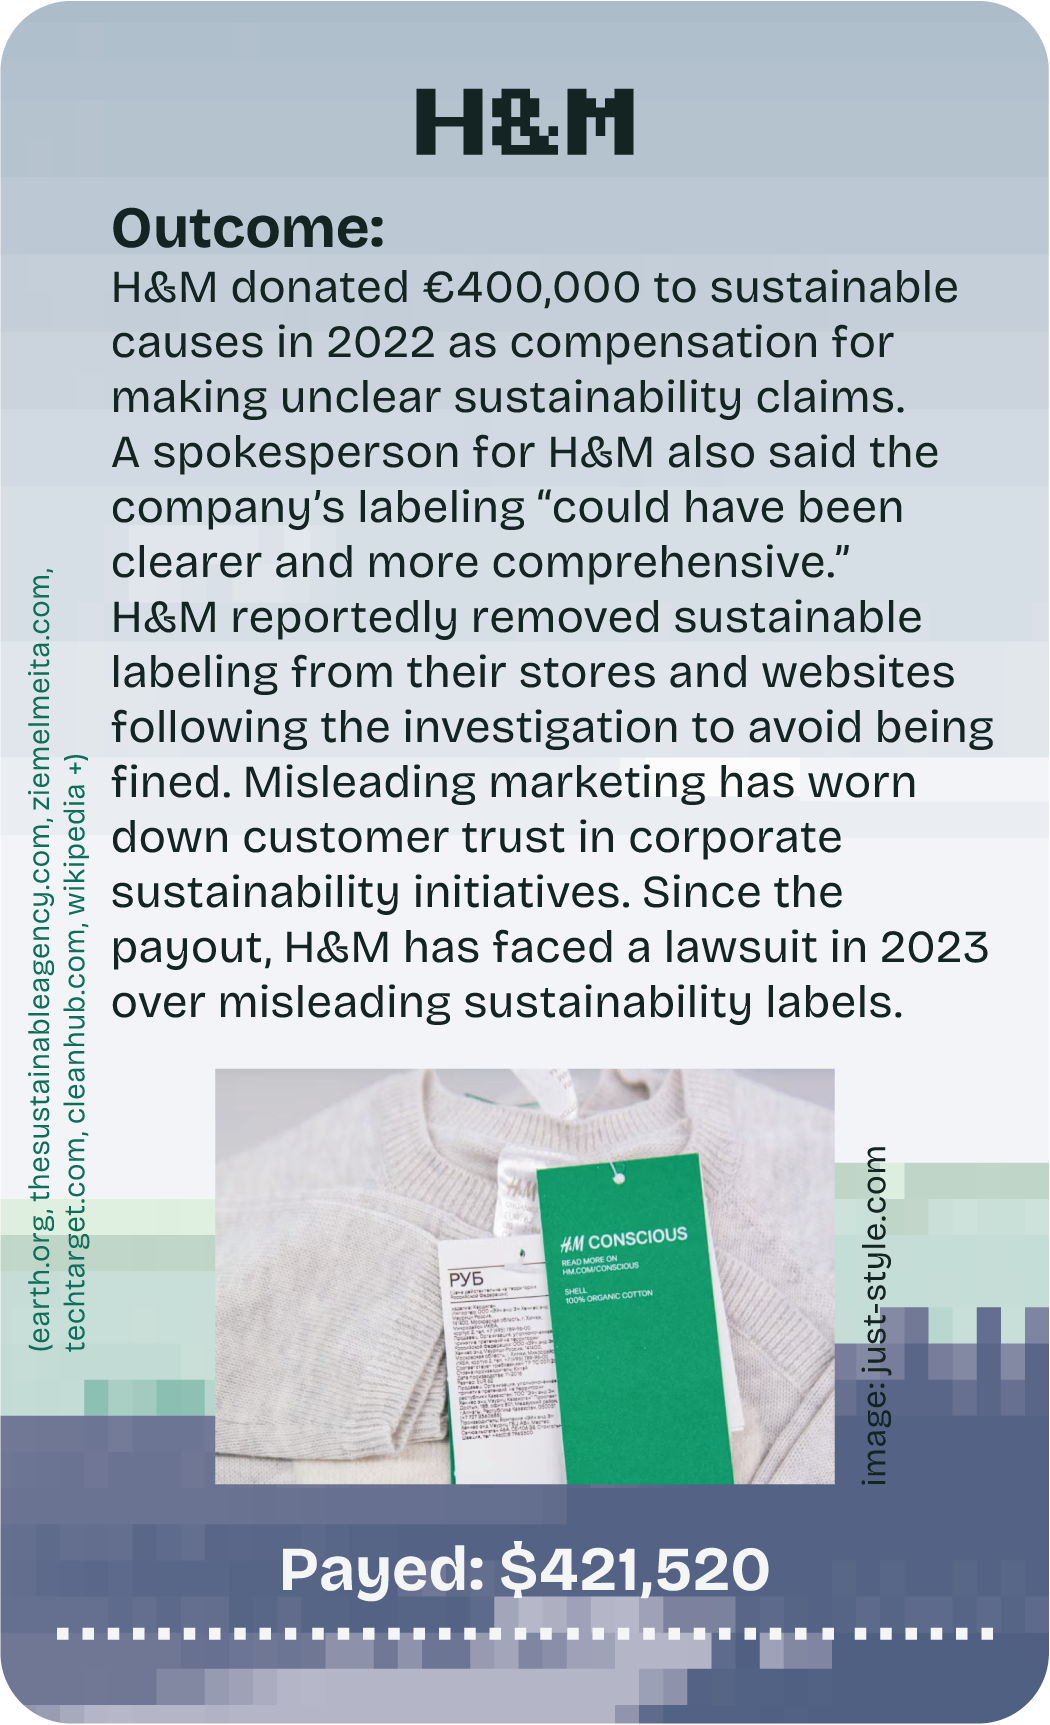 H&M
Outcome:
H&M donated €400,000 to sustainable
causes in 2022 as compensation for
making unclear sustainability claims.
A spokesperson for H&M also said the
company’s labeling “could have been
clearer and more comprehensive.”
H&M reportedly removed sustainable
labeling from their stores and websites
following the investigation to avoid being
fined. Misleading marketing has worn
down customer trust in corporate
sustainability initiatives. Since the
payout, H&M has faced a lawsuit in 2023
over misleading sustainability labels.
(earth.org, thesustainableagency.com, ziemelmeita.com,
techtarget.com, cleanhub.com, wikipedia +)
H&M
РУБ
H&M CONSCIOUS
READ MORE ON
HM.COM/CONSCIOUS
SHELL
100% ORGANIC COTTON
image: just-style.com
Payed: $421,520